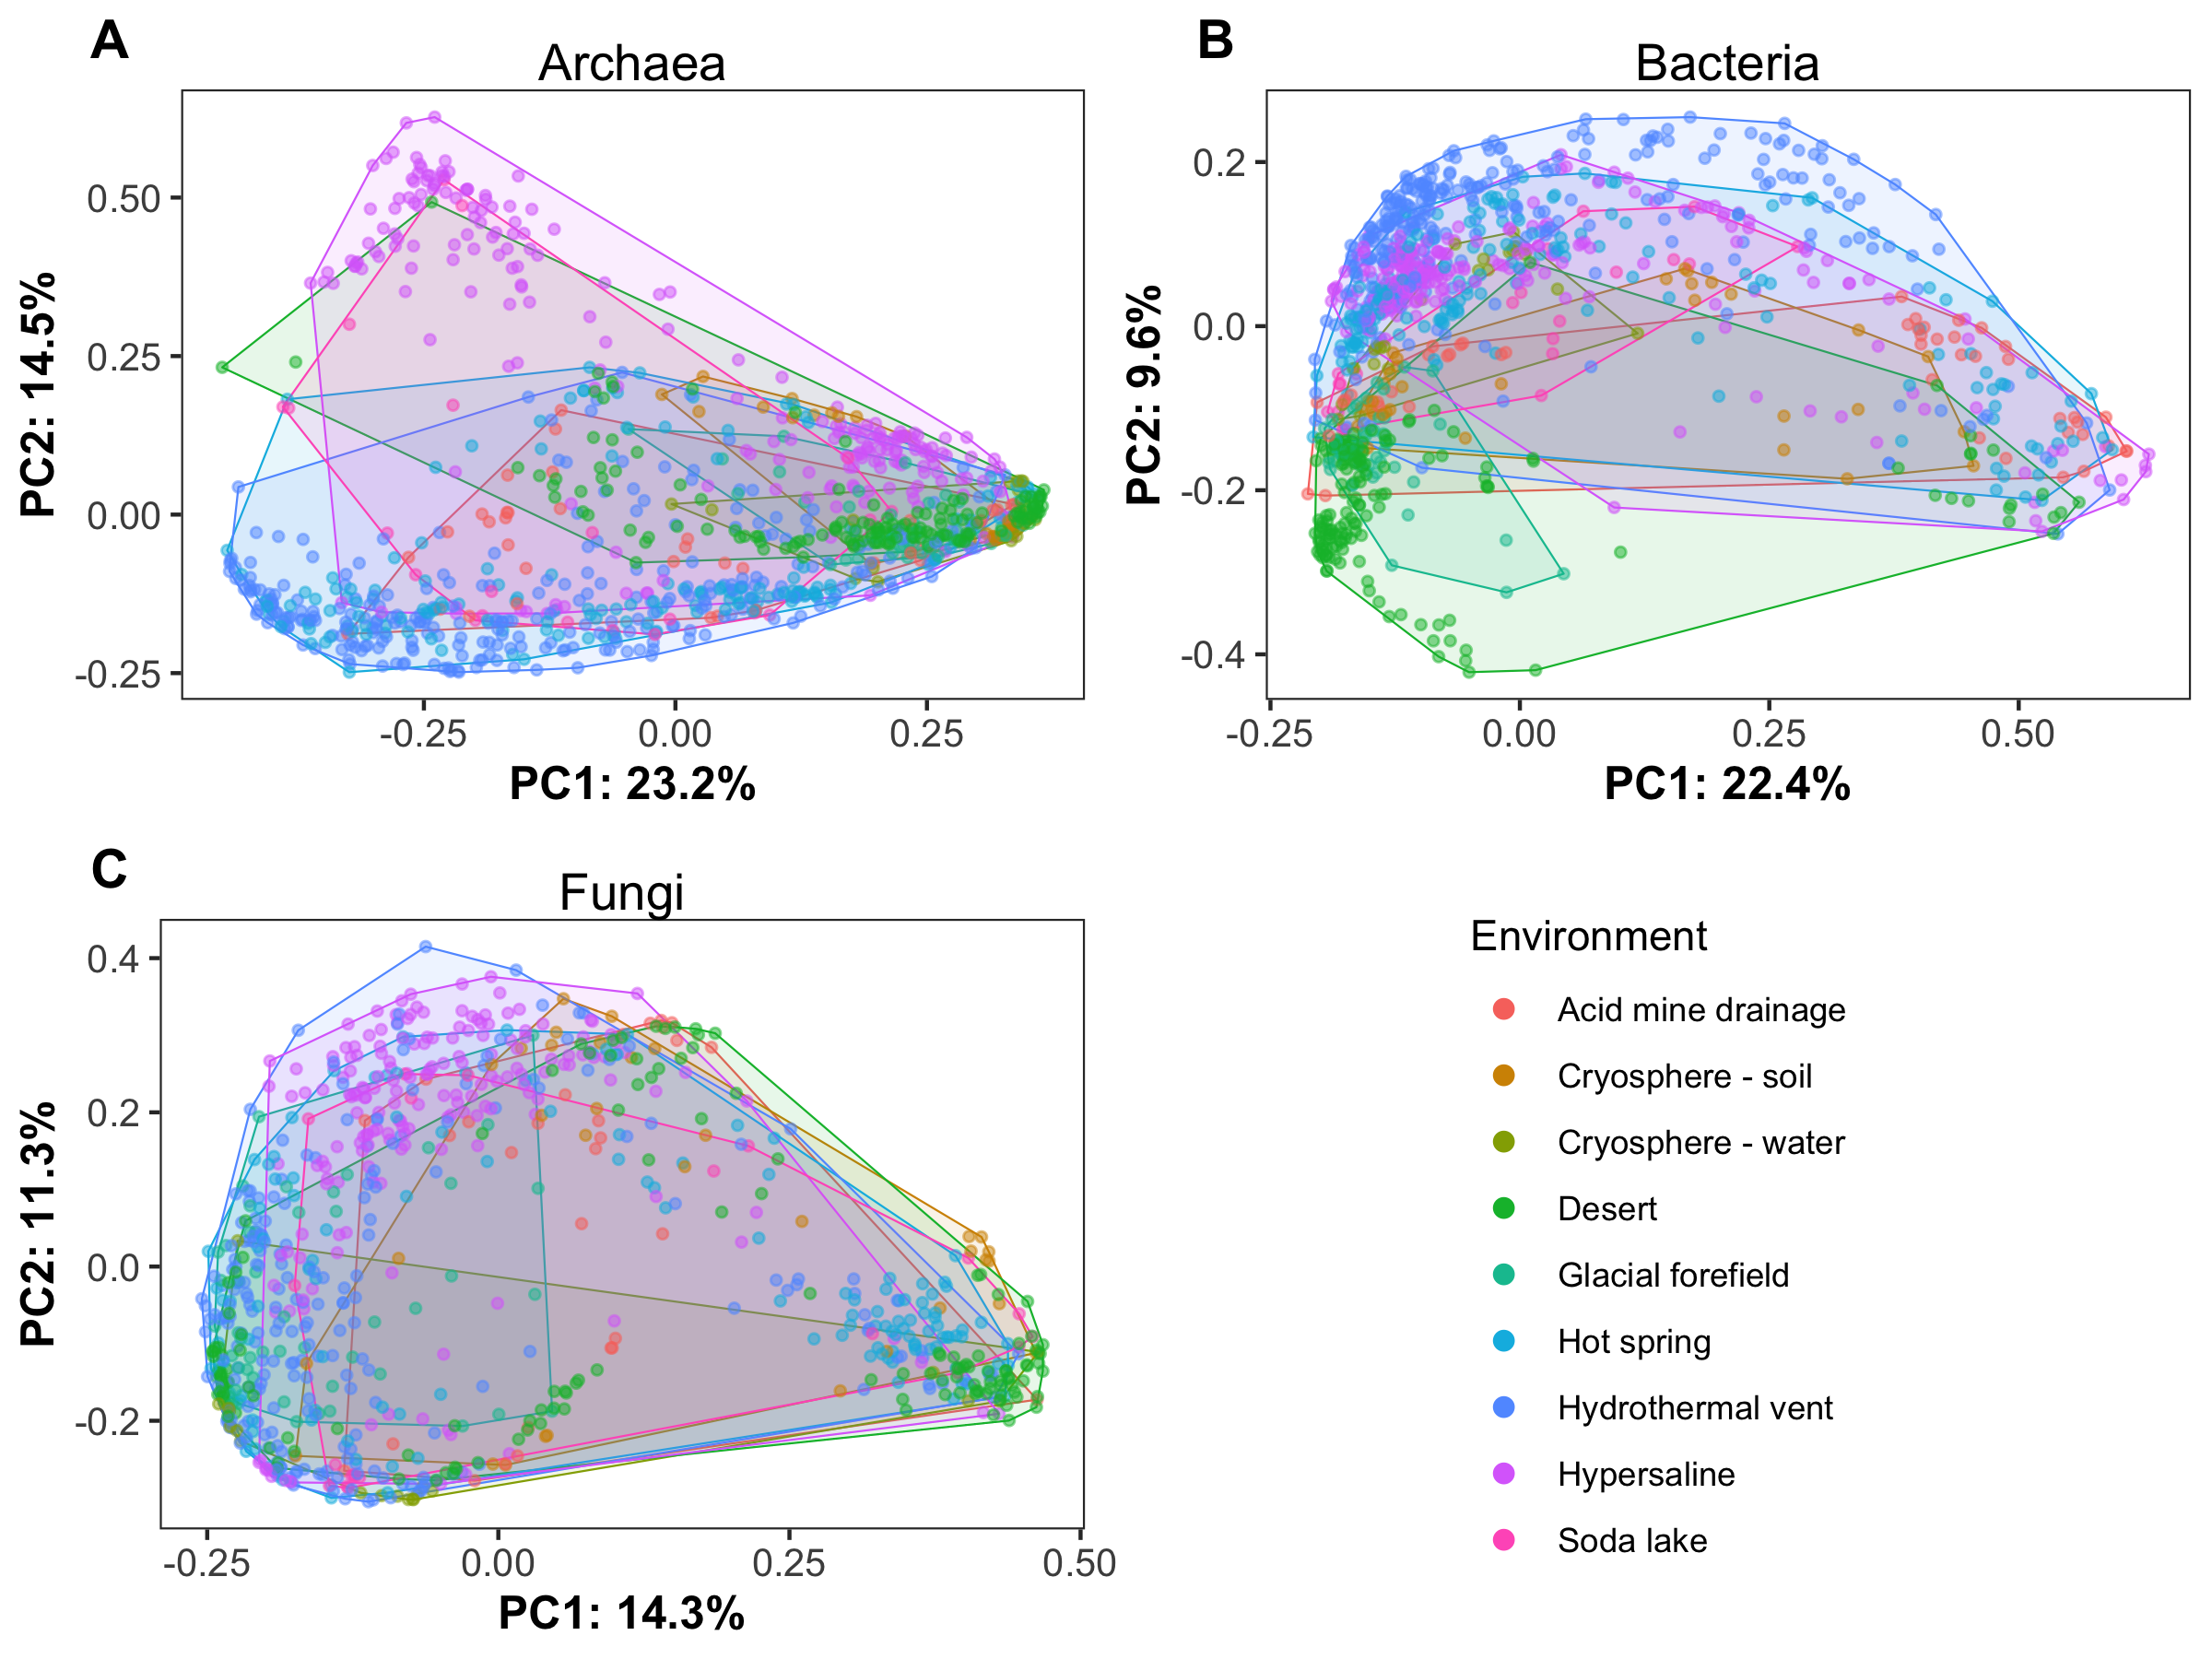 A
Archaea
0.50
0.25
0.00
-0.25
PC2: 14.5%
-0.25 0.00 0.25
PC1: 23.2%
B
Bacteria
0.2
0.0
-0.2
-0.4
PC2: 9.6%
-0.25 0.00 0.25 0.50
PC1: 22.4%
C
Fungi
0.4
0.2
0.0
-0.2
PC2: 11.3%
-0.25 0.00 0.25 0.50
PC1: 14.3%
Environment
Acid mine drainage
Cryosphere - soil
Cryosphere - water
Desert
Glacial forefield
Hot spring
Hydrothermal vent
Hypersaline
Soda lake